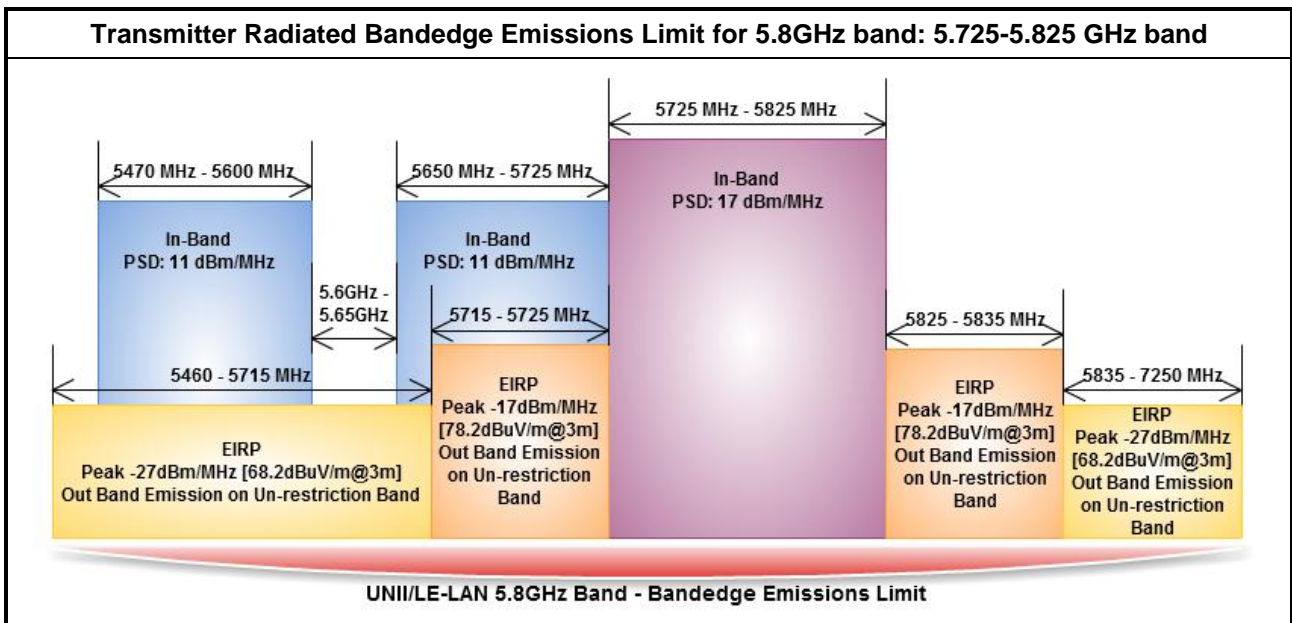 Transmitter Radiated Bandedge Emissions Limit for 5.8GHz band: 5.725-5.825 GHz band
5725 MHz - 5825 MHz
5470 MHz - 5600 MHz
5650 MHz - 5725 MHz
In-Band
PSD: 17 dBm/MHz
In-Band
PSD: 11 dBm/MHz
In-Band
PSD: 11 dBm/MHz
5.6GHz -
5.65GHz
5715 - 5725 MHz
5825 - 5835 MHz
5460 - 5715 MHz
5835 - 7250 MHz
EIRP
Peak -27dBm/MHz [68.2dBuV/m@3m]
Out Band Emission on Un-restriction Band
EIRP
Peak -17dBm/MHz
[78.2dBuV/m@3m]
Out Band Emission
on Un-restriction
Band
EIRP
Peak -17dBm/MHz
[78.2dBuV/m@3m]
Out Band Emission
on Un-restriction
Band
EIRP
Peak -27dBm/MHz
[68.2dBuV/m@3m]
Out Band Emission
on Un-restriction
Band
UNII/LE-LAN 5.8GHz Band - Bandedge Emissions Limit